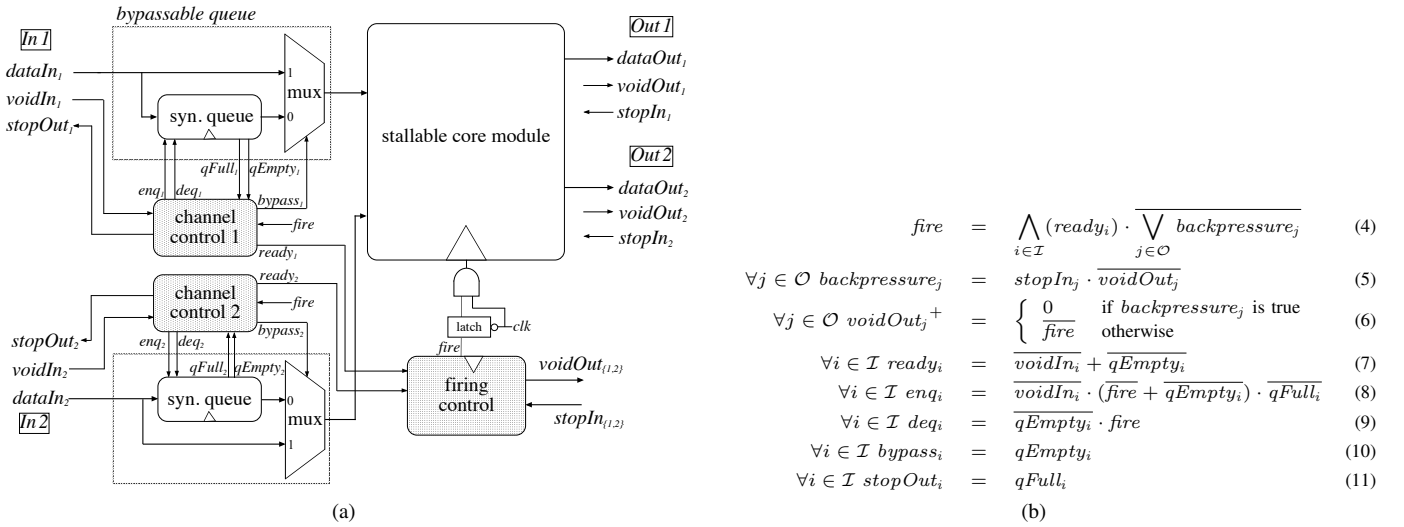 bypassable queue
In 1
dataIn₁
voidIn₁
stopOut₁
1
mux
0
syn. queue
qFull₁ qEmpty₁
enq₁ deq₁
bypass₁
channel
control 1
fire
ready₁
stallable core module
Out 1
dataOut₁
voidOut₁
stopIn₁
Out 2
dataOut₂
voidOut₂
stopIn₂
ready₂
channel
control 2
fire
bypass₂
stopOut₂
voidIn₂
dataIn₂
In 2
enq₂ deq₂
qFull₂ qEmpty₂
syn. queue
0
mux
1
latch
clk
fire
firing
control
voidOut{1,2}
stopIn{1,2}
(a)
fire = ⋀_{i∈I} (ready_i) · \overline{⋁_{j∈O} backpressure_j} (4)
∀j ∈ O backpressure_j = stopIn_j · \overline{voidOut_j} (5)
∀j ∈ O voidOut_j⁺ = { 0 if backpressure_j is true
\overline{fire} otherwise (6)
∀i ∈ I ready_i = \overline{voidIn_i} + \overline{qEmpty_i} (7)
∀i ∈ I enq_i = \overline{voidIn_i} · (\overline{fire} + \overline{qEmpty_i}) · \overline{qFull_i} (8)
∀i ∈ I deq_i = \overline{qEmpty_i} · fire (9)
∀i ∈ I bypass_i = qEmpty_i (10)
∀i ∈ I stopOut_i = qFull_i (11)
(b)